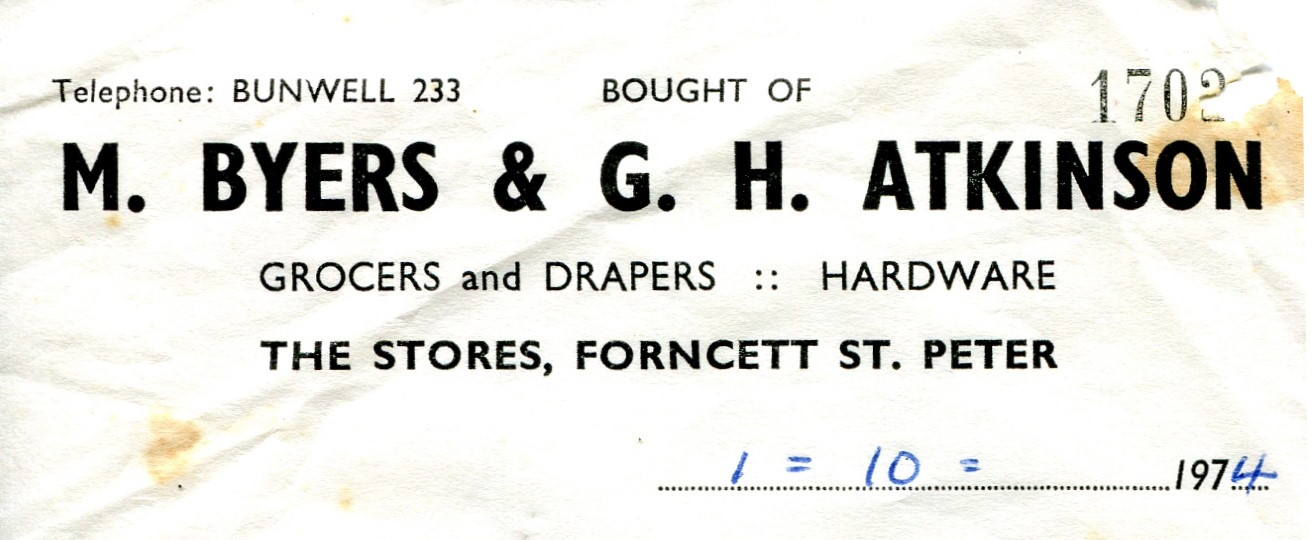 Telephone: BUNWELL 233 BOUGHT OF 1702
M. BYERS & G. H. ATKINSON
GROCERS and DRAPERS :: HARDWARE
THE STORES, FORNCETT ST. PETER
1 = 10 = 1974